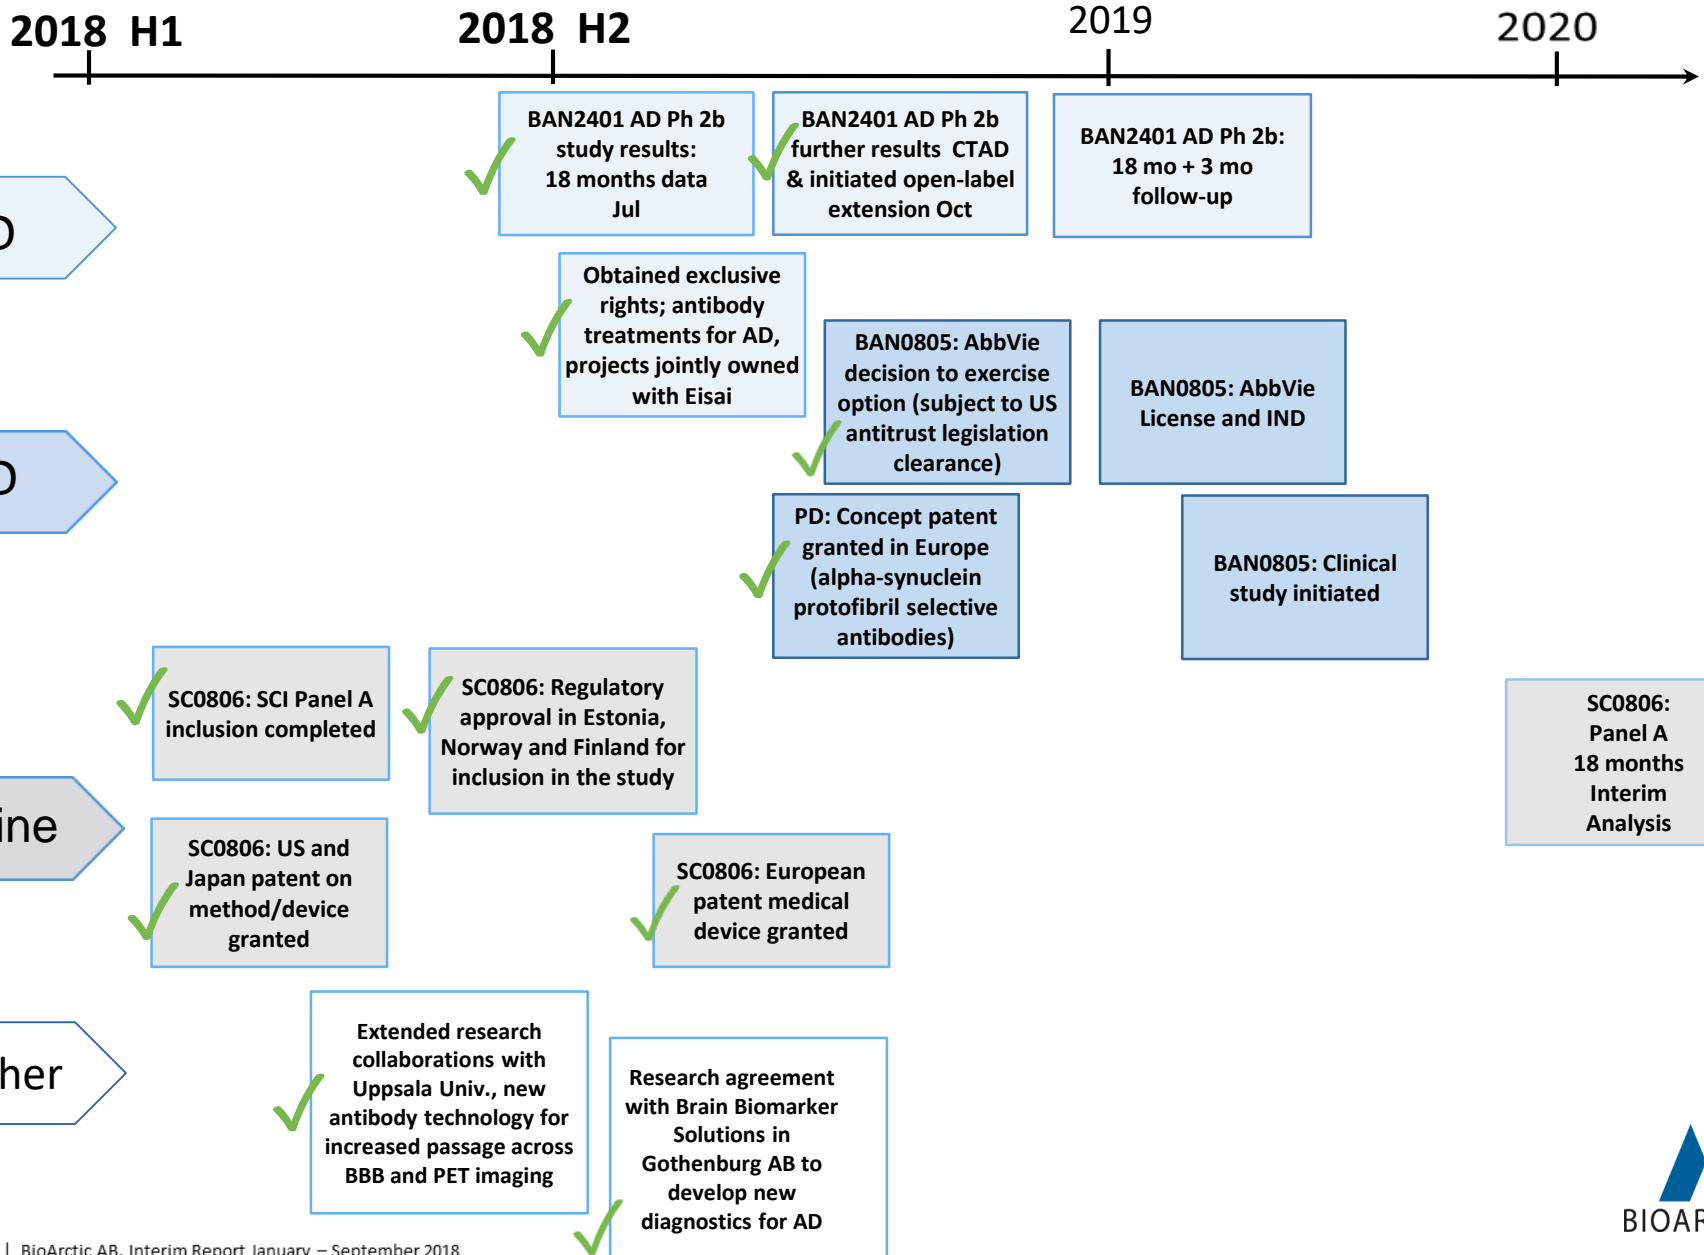 2018 H1
2018 H2
2019
2020
BAN2401 AD Ph 2b
study results:
18 months data
Jul
BAN2401 AD Ph 2b
further results CTAD
& initiated open-label
extension Oct
BAN2401 AD Ph 2b:
18 mo + 3 mo
follow-up
D
Obtained exclusive
rights; antibody
treatments for AD,
projects jointly owned
with Eisai
BAN0805: AbbVie
decision to exercise
option (subject to US
antitrust legislation
clearance)
BAN0805: AbbVie
License and IND
D
PD: Concept patent
granted in Europe
(alpha-synuclein
protofibril selective
antibodies)
BAN0805: Clinical
study initiated
SC0806: SCI Panel A
inclusion completed
SC0806: Regulatory
approval in Estonia,
Norway and Finland for
inclusion in the study
SC0806:
Panel A
18 months
Interim
Analysis
ine
SC0806: US and
Japan patent on
method/device
granted
SC0806: European
patent medical
device granted
her
Extended research
collaborations with
Uppsala Univ., new
antibody technology for
increased passage across
BBB and PET imaging
Research agreement
with Brain Biomarker
Solutions in
Gothenburg AB to
develop new
diagnostics for AD
BIOAR
| BioArctic AB, Interim Report January – September 2018